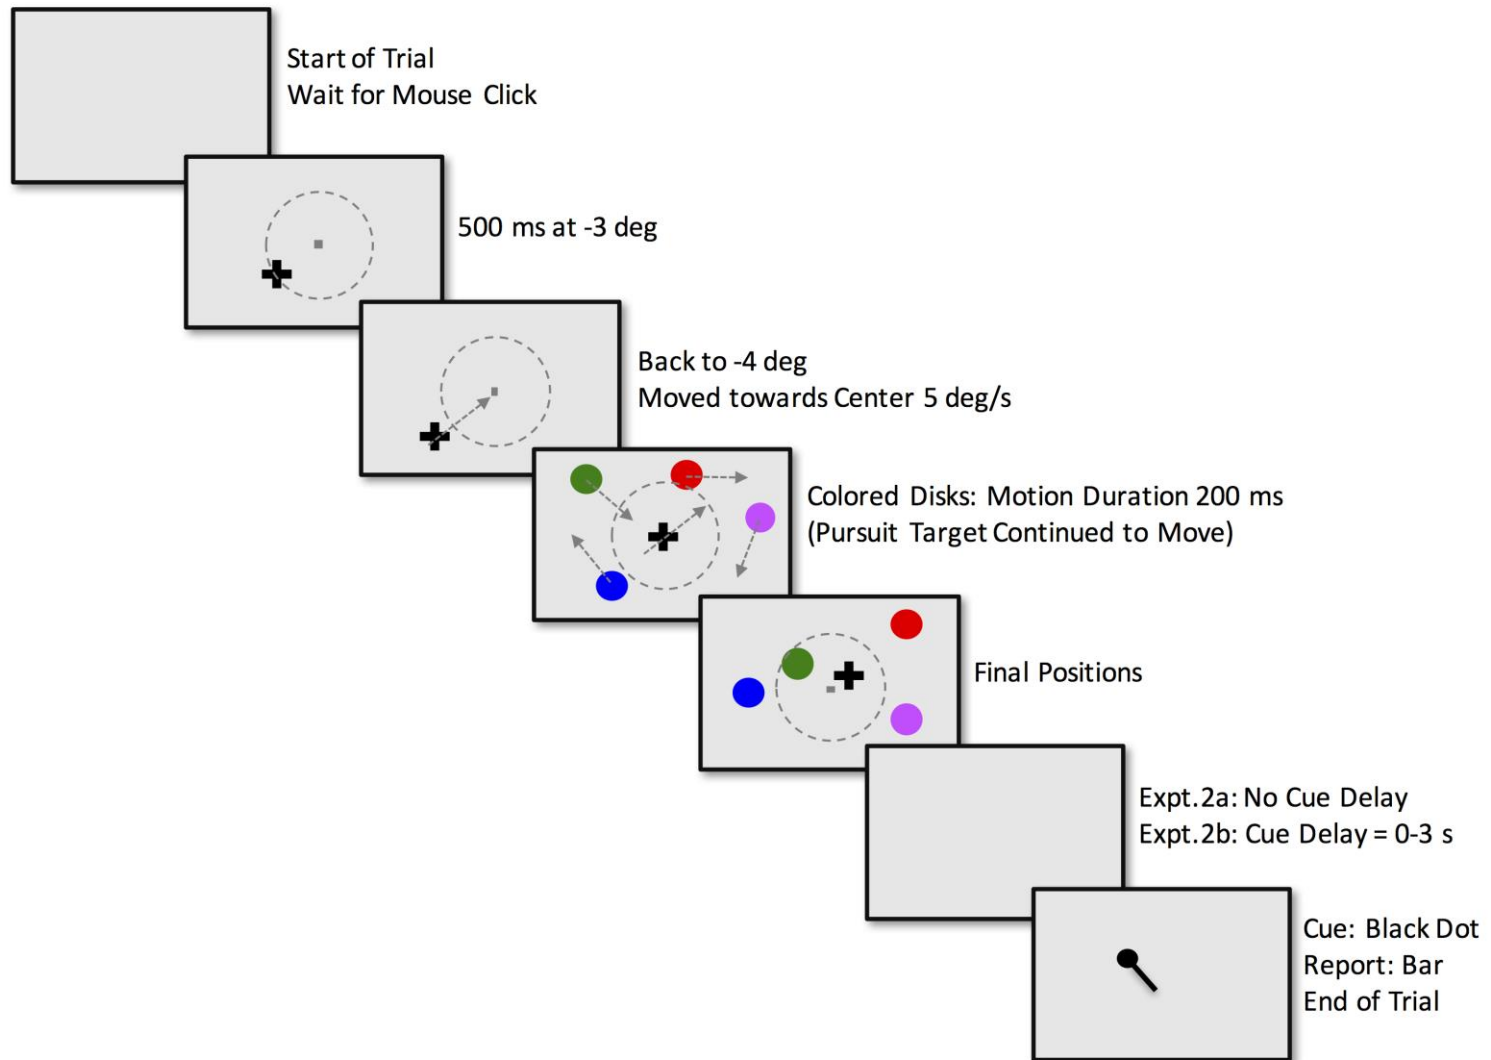 Start of Trial
Wait for Mouse Click
500 ms at -3 deg
Back to -4 deg
Moved towards Center 5 deg/s
Colored Disks: Motion Duration 200 ms
(Pursuit Target Continued to Move)
Final Positions
Expt.2a: No Cue Delay
Expt.2b: Cue Delay = 0-3 s
Cue: Black Dot
Report: Bar
End of Trial